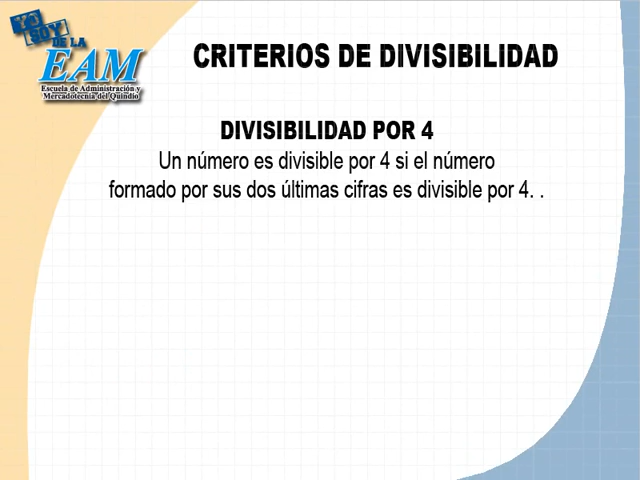 YO
SOY
DE LA
EAM
Escuela de Administración y
Mercadotecnia del Quindío
CRITERIOS DE DIVISIBILIDAD
DIVISIBILIDAD POR 4
Un número es divisible por 4 si el número
formado por sus dos últimas cifras es divisible por 4. .